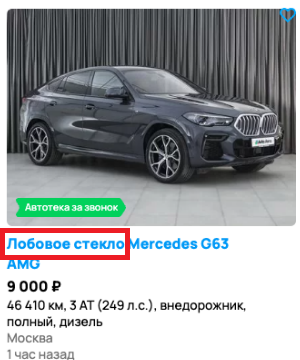 Автотека за звонок
Лобовое стекло Mercedes G63
AMG
9 000 ₽
46 410 км, 3 AT (249 л.с.), внедорожник,
полный, дизель
Москва
1 час назад